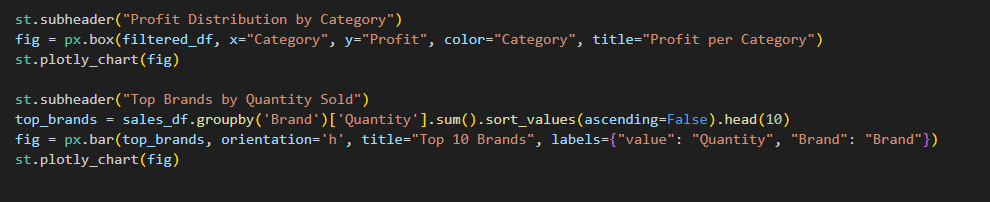 st.subheader("Profit Distribution by Category")
fig = px.box(filtered_df, x="Category", y="Profit", color="Category", title="Profit per Category")
st.plotly_chart(fig)
st.subheader("Top Brands by Quantity Sold")
top_brands = sales_df.groupby('Brand')['Quantity'].sum().sort_values(ascending=False).head(10)
fig = px.bar(top_brands, orientation='h', title="Top 10 Brands", labels={"value": "Quantity", "Brand": "Brand"})
st.plotly_chart(fig)